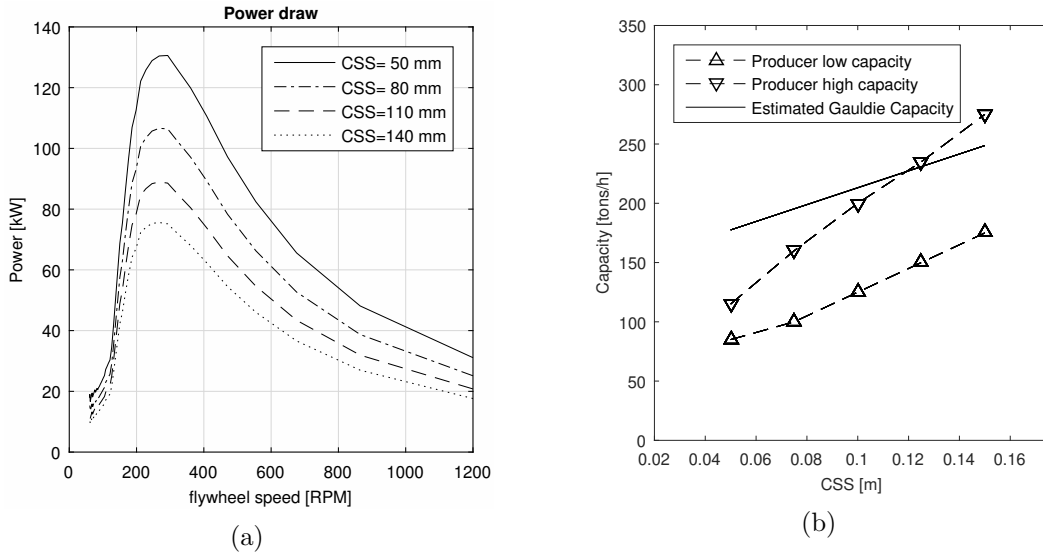 Power draw
140
120
100
80
60
40
20
0
Power [kW]
CSS= 50 mm
CSS= 80 mm
CSS=110 mm
CSS=140 mm
0 200 400 600 800 1000 1200
flywheel speed [RPM]
(a)
350
300
250
200
150
100
50
0
Capacity [tons/h]
Producer low capacity
Producer high capacity
Estimated Gauldie Capacity
0.02 0.04 0.06 0.08 0.1 0.12 0.14 0.16
CSS [m]
(b)